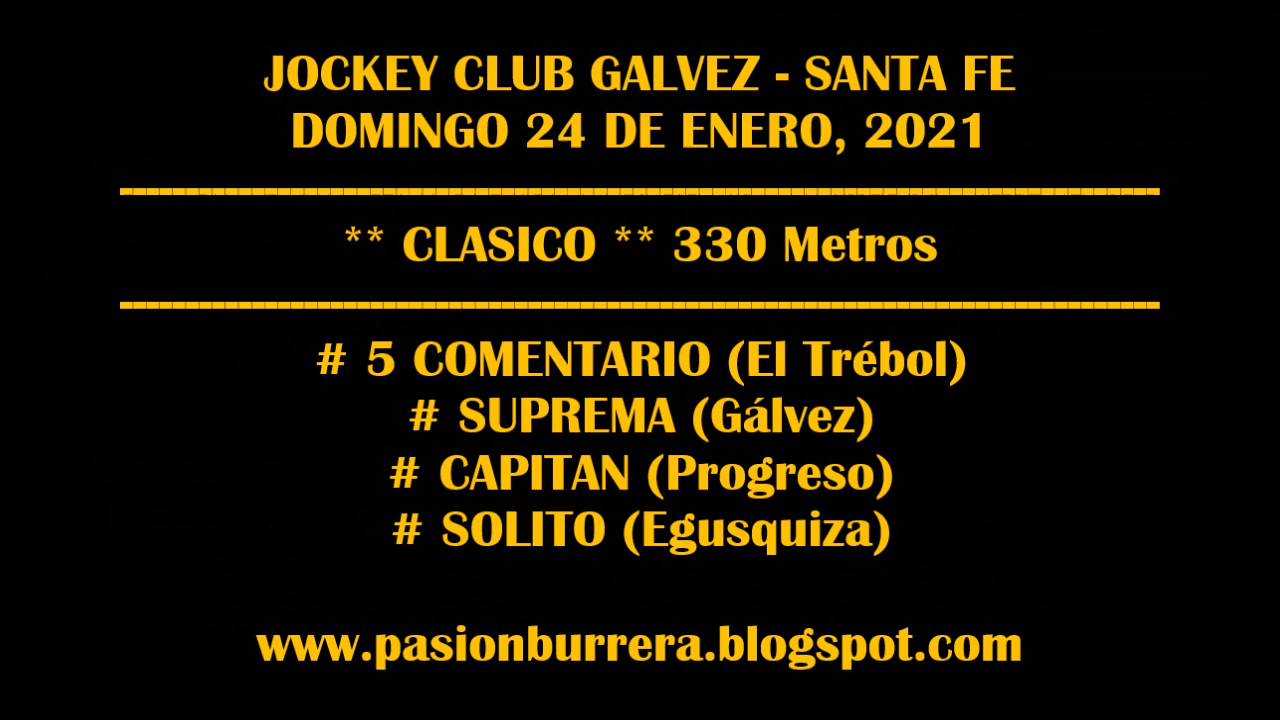 JOCKEY CLUB GALVEZ - SANTA FE
DOMINGO 24 DE ENERO, 2021
** CLASICO ** 330 Metros
# 5 COMENTARIO (El Trébol)
# SUPREMA (Gálvez)
# CAPITAN (Progreso)
# SOLITO (Egusquiza)
www.pasionburrera.blogspot.com